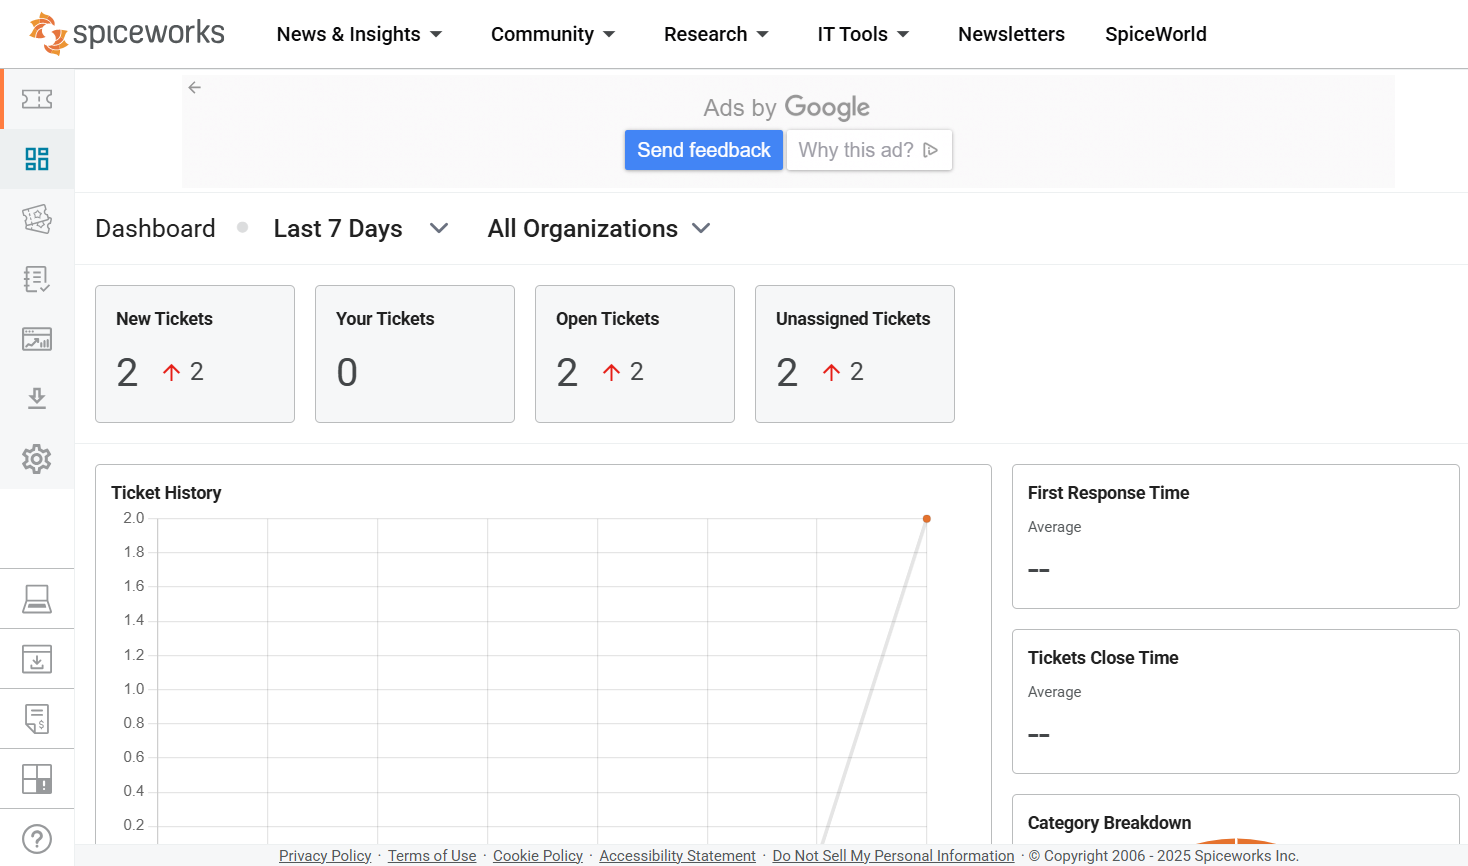 spiceworks
News & Insights Community Research IT Tools Newsletters SpiceWorld
Ads by Google
Send feedback Why this ad?
Dashboard Last 7 Days All Organizations
New Tickets Your Tickets Open Tickets Unassigned Tickets
2 2 0 2 2 2 2
Ticket History
2.0
1.8
1.6
1.4
1.2
1.0
0.8
0.6
0.4
0.2
First Response Time
Average
--
Tickets Close Time
Average
--
Category Breakdown
Privacy Policy · Terms of Use · Cookie Policy · Accessibility Statement · Do Not Sell My Personal Information · © Copyright 2006 - 2025 Spiceworks Inc.